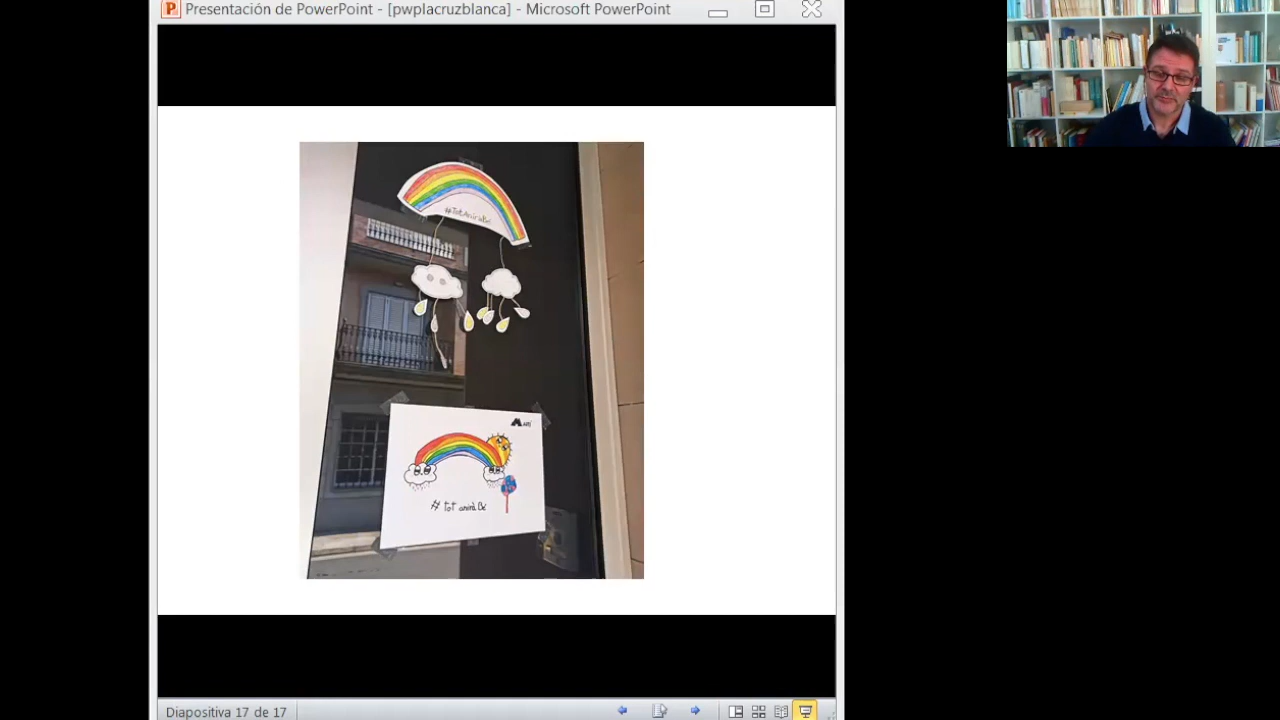 Presentación de PowerPoint - [pwplacruzblanca] - Microsoft PowerPoint
#TotAniràBé
# tot anirà Bé
Diapositiva 17 de 17